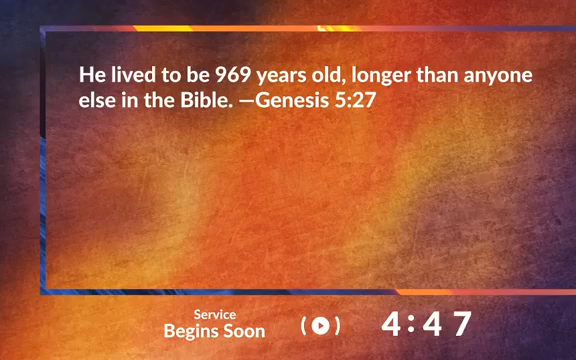 He lived to be 969 years old, longer than anyone
else in the Bible. —Genesis 5:27
Service
Begins Soon
4:47